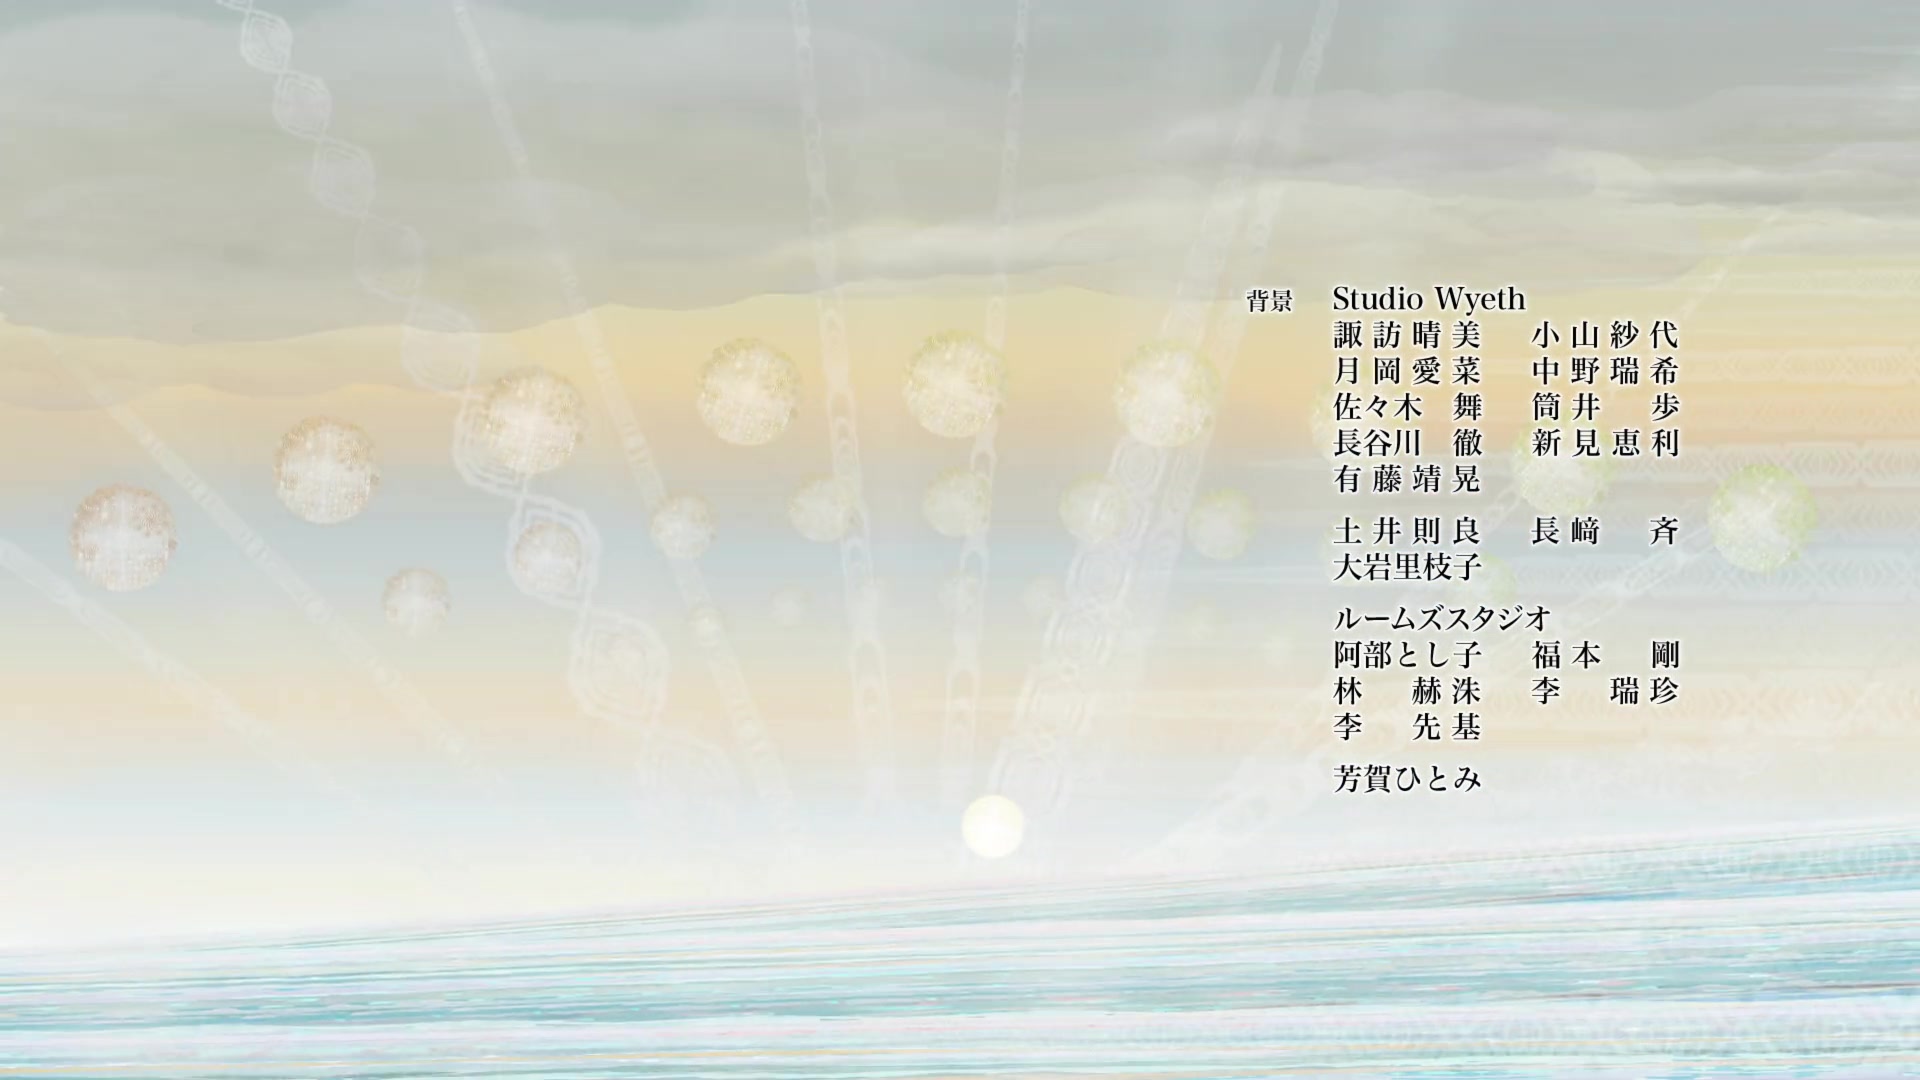 背景 Studio Wyeth
諏訪晴美 小山紗代
月岡愛菜 中野瑞希
佐々木 舞 筒井 歩
長谷川 徹 新見恵利
有藤靖晃
土井則良 長﨑 斉
大岩里枝子
ルームズスタジオ
阿部とし子 福本 剛
林 赫洙 李 瑞珍
李 先基
芳賀ひとみ